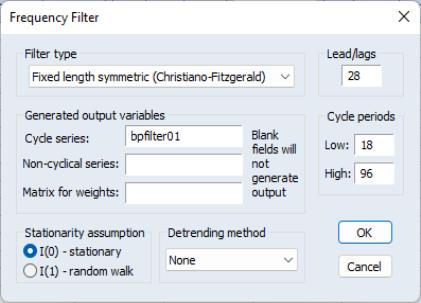 Frequency Filter
Filter type
Fixed length symmetric (Christiano-Fitzgerald)
Lead/lags
28
Generated output variables
Cycle series: bpfilter01
Non-cyclical series:
Matrix for weights:
Blank
fields will
not
generate
output
Cycle periods
Low: 18
High: 96
Stationarity assumption
I(0) - stationary
I(1) - random walk
Detrending method
None
OK
Cancel